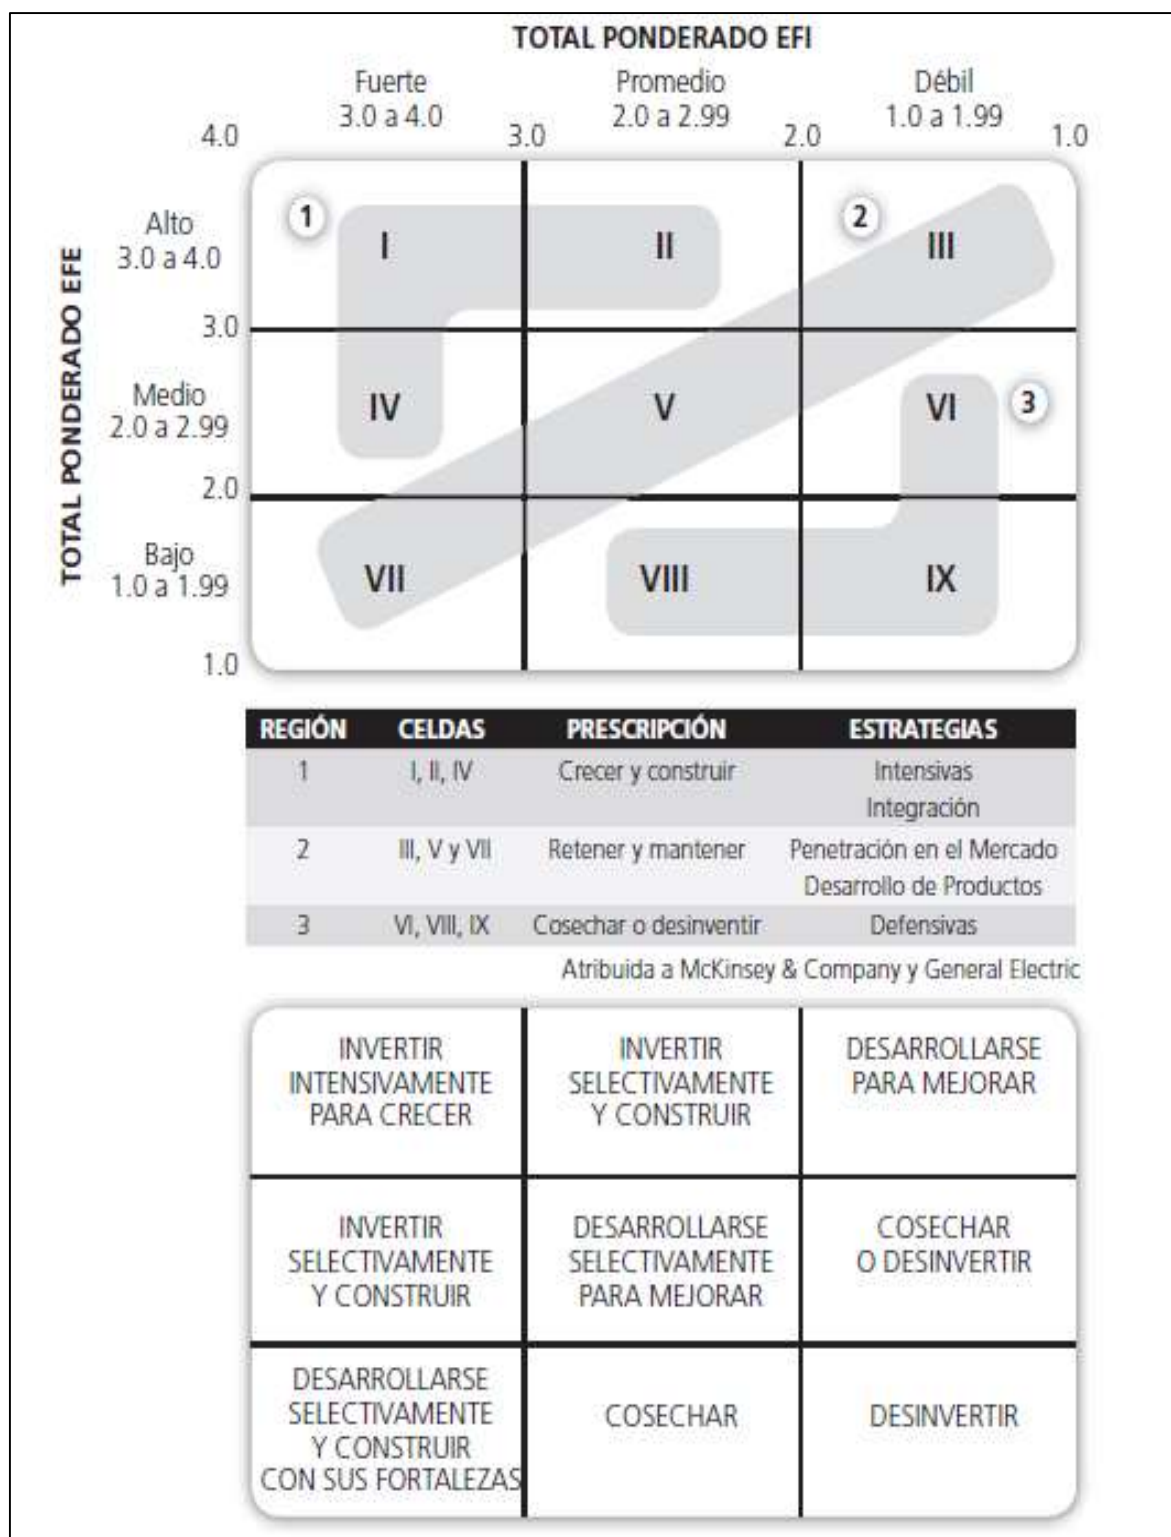 TOTAL PONDERADO EFI
Fuerte Promedio Débil
3.0 a 4.0 2.0 a 2.99 1.0 a 1.99
4.0 3.0 2.0 1.0
TOTAL PONDERADO EFE
1 2
Alto
3.0 a 4.0
I II III
3.0
Medio
2.0 a 2.99
IV V VI 3
2.0
Bajo
1.0 a 1.99
VII VIII IX
1.0
REGIÓN CELDAS PRESCRIPCIÓN ESTRATEGIAS
1 I, II, IV Crecer y construir Intensivas
Integración
2 III, V y VII Retener y mantener Penetración en el Mercado
Desarrollo de Productos
3 VI, VIII, IX Cosechar o desinventir Defensivas
Atribuida a McKinsey & Company y General Electric
INVERTIR
INTENSIVAMENTE
PARA CRECER
INVERTIR
SELECTIVAMENTE
Y CONSTRUIR
DESARROLLARSE
PARA MEJORAR
INVERTIR
SELECTIVAMENTE
Y CONSTRUIR
DESARROLLARSE
SELECTIVAMENTE
PARA MEJORAR
COSECHAR
O DESINVERTIR
DESARROLLARSE
SELECTIVAMENTE
Y CONSTRUIR
CON SUS FORTALEZAS
COSECHAR
DESINVERTIR